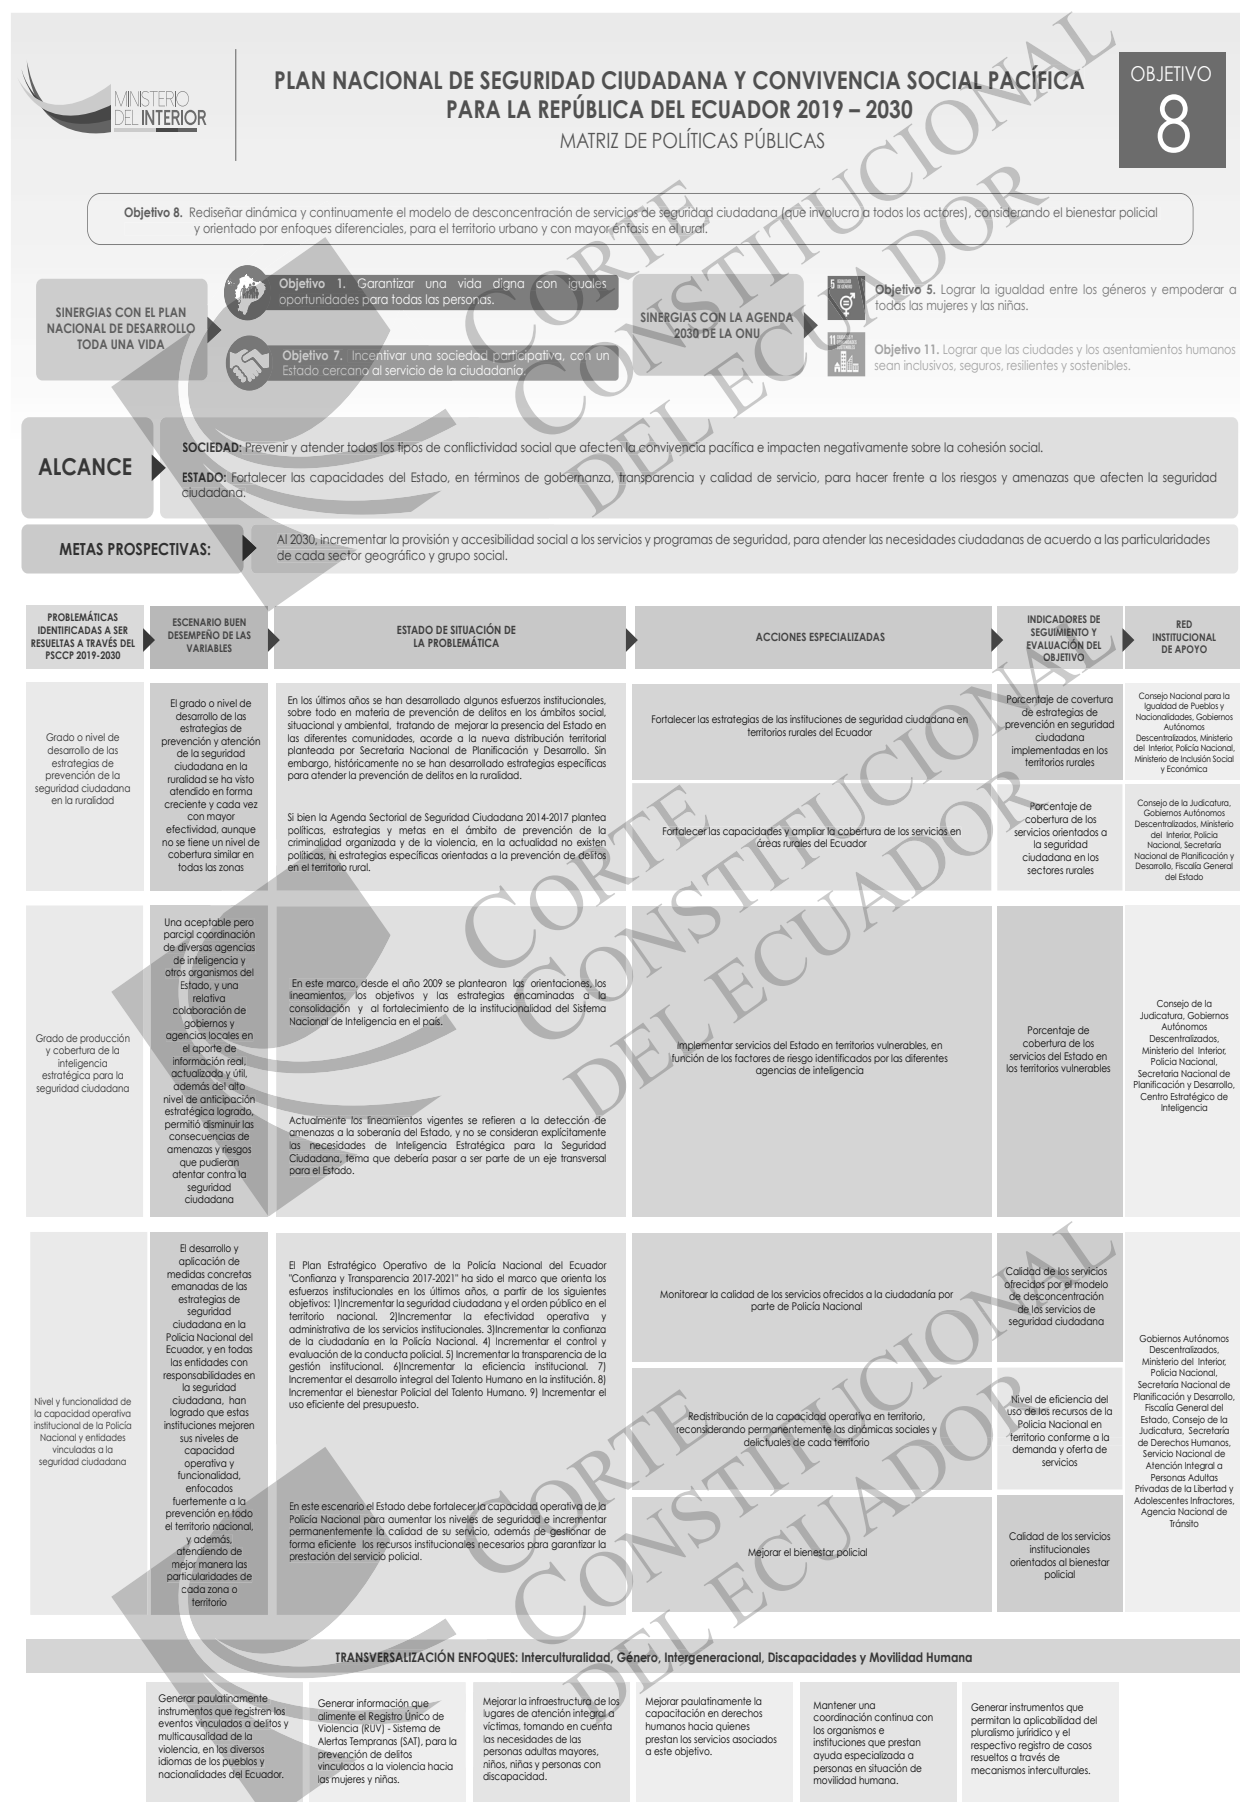 MINISTERIO
DEL INTERIOR
PLAN NACIONAL DE SEGURIDAD CIUDADANA Y CONVIVENCIA SOCIAL PACÍFICA
PARA LA REPÚBLICA DEL ECUADOR 2019 – 2030
MATRIZ DE POLÍTICAS PÚBLICAS
OBJETIVO
8
Objetivo 8. Rediseñar dinámica y continuamente el modelo de desconcentración de servicios de seguridad ciudadana (que involucra a todos los actores), considerando el bienestar policial
y orientado por enfoques diferenciales, para el territorio urbano y con mayor énfasis en el rural.
SINERGIAS CON EL PLAN
NACIONAL DE DESARROLLO
TODA UNA VIDA
Objetivo 1. Garantizar una vida digna con iguales
oportunidades para todas las personas.
Objetivo 7. Incentivar una sociedad participativa, con un
Estado cercano al servicio de la ciudadanía.
SINERGIAS CON LA AGENDA
2030 DE LA ONU
5
Objetivo 5. Lograr la igualdad entre los géneros y empoderar a
todas las mujeres y las niñas.
11
Objetivo 11. Lograr que las ciudades y los asentamientos humanos
sean inclusivos, seguros, resilientes y sostenibles.
ALCANCE
SOCIEDAD: Prevenir y atender todos los tipos de conflictividad social que afecten la convivencia pacífica e impacten negativamente sobre la cohesión social.
ESTADO: Fortalecer las capacidades del Estado, en términos de gobernanza, transparencia y calidad de servicio, para hacer frente a los riesgos y amenazas que afecten la seguridad
ciudadana.
METAS PROSPECTIVAS:
Al 2030, incrementar la provisión y accesibilidad social a los servicios y programas de seguridad, para atender las necesidades ciudadanas de acuerdo a las particularidades
de cada sector geográfico y grupo social.
PROBLEMÁTICAS
IDENTIFICADAS A SER
RESUELTAS A TRAVÉS DEL
PSCCP 2019-2030
ESCENARIO BUEN
DESEMPEÑO DE LAS
VARIABLES
ESTADO DE SITUACIÓN DE
LA PROBLEMÁTICA
ACCIONES ESPECIALIZADAS
INDICADORES DE
SEGUIMIENTO Y
EVALUACIÓN DEL
OBJETIVO
RED
INSTITUCIONAL
DE APOYO
Grado o nivel de
desarrollo de las
estrategias de
prevención de la
seguridad ciudadana
en la ruralidad
El grado o nivel de
desarrollo de las
estrategias de
prevención y atención
de la seguridad
ciudadana en la
ruralidad se ha visto
atendido en forma
creciente y cada vez
con mayor
efectividad, aunque
no se tiene un nivel de
cobertura similar en
todas las zonas
En los últimos años se han desarrollado algunos esfuerzos institucionales,
sobre todo en materia de prevención de delitos en los ámbitos social,
situacional y ambiental, tratando de mejorar la presencia del Estado en
las diferentes comunidades, acorde a la nueva distribución territorial
planteada por Secretaria Nacional de Planificación y Desarrollo. Sin
embargo, históricamente no se han desarrollado estrategias específicas
para atender la prevención de delitos en la ruralidad.
Si bien la Agenda Sectorial de Seguridad Ciudadana 2014-2017 plantea
políticas, estrategias y metas en el ámbito de prevención de la
criminalidad organizada y de la violencia, en la actualidad no existen
políticas, ni estrategias específicas orientadas a la prevención de delitos
en el territorio rural.
Fortalecer las estrategias de las instituciones de seguridad ciudadana en
territorios rurales del Ecuador
Fortalecer las capacidades y ampliar la cobertura de los servicios en
áreas rurales del Ecuador
Porcentaje de covertura
de estrategias de
prevención en seguridad
ciudadana
implementadas en los
territorios rurales
Porcentaje de
cobertura de los
servicios orientados a
la seguridad
ciudadana en los
sectores rurales
Consejo Nacional para la
Igualdad de Pueblos y
Nacionalidades, Gobiernos
Autónomos
Descentralizados, Ministerio
del Interior, Policía Nacional,
Ministerio de Inclusión Social
y Económica
Consejo de la Judicatura,
Gobiernos Autónomos
Descentralizados, Ministerio
del Interior, Policia
Nacional, Secretaría
Nacional de Planificación y
Desarrollo, Fiscalía General
del Estado
Grado de producción
y cobertura de la
inteligencia
estratégica para la
seguridad ciudadana
Una aceptable pero
parcial coordinación
de diversas agencias
de inteligencia y
otros organismos del
Estado, y una
relativa
colaboración de
gobiernos y
agencias locales en
el aporte de
información real,
actualizada y útil,
además del alto
nivel de anticipación
estratégica logrado,
permitió disminuir las
consecuencias de
amenazas y riesgos
que pudieran
atentar contra la
seguridad
ciudadana
En este marco, desde el año 2009 se plantearon las orientaciones, los
lineamientos, los objetivos y las estrategias encaminadas a la
consolidación y al fortalecimiento de la institucionalidad del Sistema
Nacional de Inteligencia en el país.
Actualmente los lineamientos vigentes se refieren a la detección de
amenazas a la soberanía del Estado, y no se consideran explícitamente
las necesidades de Inteligencia Estratégica para la Seguridad
Ciudadana, tema que debería pasar a ser parte de un eje transversal
para el Estado.
Implementar servicios del Estado en territorios vulnerables, en
función de los factores de riesgo identificados por las diferentes
agencias de inteligencia
Porcentaje de
cobertura de los
servicios del Estado en
los territorios vulnerables
Consejo de la
Judicatura, Gobiernos
Autónomos
Descentralizados,
Ministerio del Interior,
Policia Nacional,
Secretaria Nacional de
Planificación y Desarrollo,
Centro Estratégico de
Inteligencia
Nivel y funcionalidad de
la capacidad operativa
institucional de la Policía
Nacional y entidades
vinculadas a la
seguridad ciudadana
El desarrollo y
aplicación de
medidas concretas
emanadas de las
estrategias de
seguridad
ciudadana en la
Policia Nacional del
Ecuador, y en todas
las entidades con
responsabilidades en
la seguridad
ciudadana, han
logrado que estas
instituciones mejoren
sus niveles de
capacidad
operativa y
funcionalidad,
enfocados
fuertemente a la
prevención en todo
el territorio nacional,
y además,
atendiendo de
mejor manera las
particularidades de
cada zona o
territorio
El Plan Estratégico Operativo de la Policía Nacional del Ecuador
"Confianza y Transparencia 2017-2021" ha sido el marco que orienta los
esfuerzos institucionales en los últimos años, a partir de los siguientes
objetivos: 1)Incrementar la seguridad ciudadana y el orden público en el
territorio nacional. 2)Incrementar la efectividad operativa y
administrativa de los servicios institucionales. 3)Incrementar la confianza
de la ciudadanía en la Policía Nacional. 4) Incrementar el control y
evaluación de la conducta policial. 5) Incrementar la transparencia de la
gestión institucional. 6)Incrementar la eficiencia institucional. 7)
Incrementar el desarrollo integral del Talento Humano en la institución. 8)
Incrementar el bienestar Policial del Talento Humano. 9) Incrementar el
uso eficiente del presupuesto.
En este escenario el Estado debe fortalecer la capacidad operativa de la
Policía Nacional para aumentar los niveles de seguridad e incrementar
permanentemente la calidad de su servicio, además de gestionar de
forma eficiente los recursos institucionales necesarios para garantizar la
prestación del servicio policial.
Monitorear la calidad de los servicios ofrecidos a la ciudadanía por
parte de Policía Nacional
Redistribución de la capacidad operativa en territorio,
reconsiderando permanentemente las dinámicas sociales y
delictuales de cada territorio
Mejorar el bienestar policial
Calidad de los servicios
ofrecidos por el modelo
de desconcentración
de los servicios de
seguridad ciudadana
Nivel de eficiencia del
uso de los recursos de la
Policia Nacional en
territorio conforme a la
demanda y oferta de
servicios
Calidad de los servicios
institucionales
orientados al bienestar
policial
Gobiernos Autónomos
Descentralizados,
Ministerio del Interior,
Policia Nacional,
Secretaría Nacional de
Planificación y Desarrollo,
Fiscalía General del
Estado, Consejo de la
Judicatura, Secretaría
de Derechos Humanos,
Servicio Nacional de
Atención Integral a
Personas Adultas
Privadas de la Libertad y
Adolescentes Infractores,
Agencia Nacional de
Tránsito
TRANSVERSALIZACIÓN ENFOQUES: Interculturalidad, Género, Intergeneracional, Discapacidades y Movilidad Humana
Generar paulatinamente
instrumentos que registren los
eventos vinculados a delitos y
multicausalidad de la
violencia, en los diversos
idiomas de los pueblos y
nacionalidades del Ecuador.
Generar información que
alimente el Registro Único de
Violencia (RUV) - Sistema de
Alertas Tempranas (SAT), para la
prevención de delitos
vinculados a la violencia hacia
las mujeres y niñas.
Mejorar la infraestructura de los
lugares de atención integral a
víctimas, tomando en cuenta
las necesidades de las
personas adultas mayores,
niños, niñas y personas con
discapacidad.
Mejorar paulatinamente la
capacitación en derechos
humanos hacia quienes
prestan los servicios asociados
a este objetivo.
Mantener una
coordinación continua con
los organismos e
instituciones que prestan
ayuda especializada a
personas en situación de
movilidad humana.
Generar instrumentos que
permitan la aplicabilidad del
pluralismo juriridico y el
respectivo registro de casos
resueltos a través de
mecanismos interculturales.
CORTE
CONSTITUCIONAL
DEL ECUADOR
CORTE
CONSTITUCIONAL
DEL ECUADOR
CORTE
CONSTITUCIONAL
DEL ECUADOR